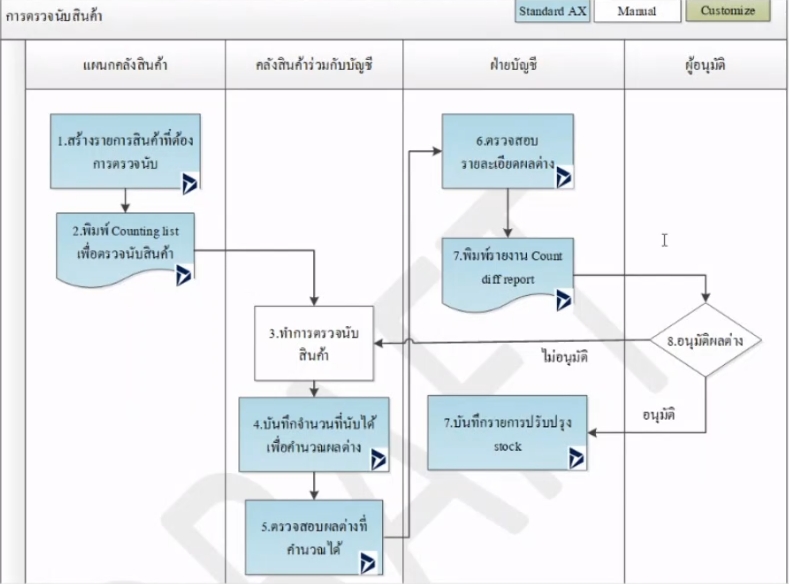 การตรวจนับสินค้า
Standard AX
Manual
Customize
แผนกคลังสินค้า
คลังสินค้าร่วมกับบัญชี
ฝ่ายบัญชี
ผู้อนุมัติ
1.สร้างรายการสินค้าที่ต้อง
การตรวจนับ
2.พิมพ์ Counting list
เพื่อตรวจนับสินค้า
3.ทำการตรวจนับ
สินค้า
4.บันทึกจำนวนที่นับได้
เพื่อคำนวณผลต่าง
5.ตรวจสอบผลต่างที่
คำนวณได้
6.ตรวจสอบ
รายละเอียดผลต่าง
7.พิมพ์รายงาน Count
diff report
8.อนุมัติผลต่าง
ไม่อนุมัติ
อนุมัติ
7.บันทึกรายการปรับปรุง
stock
DRAFT